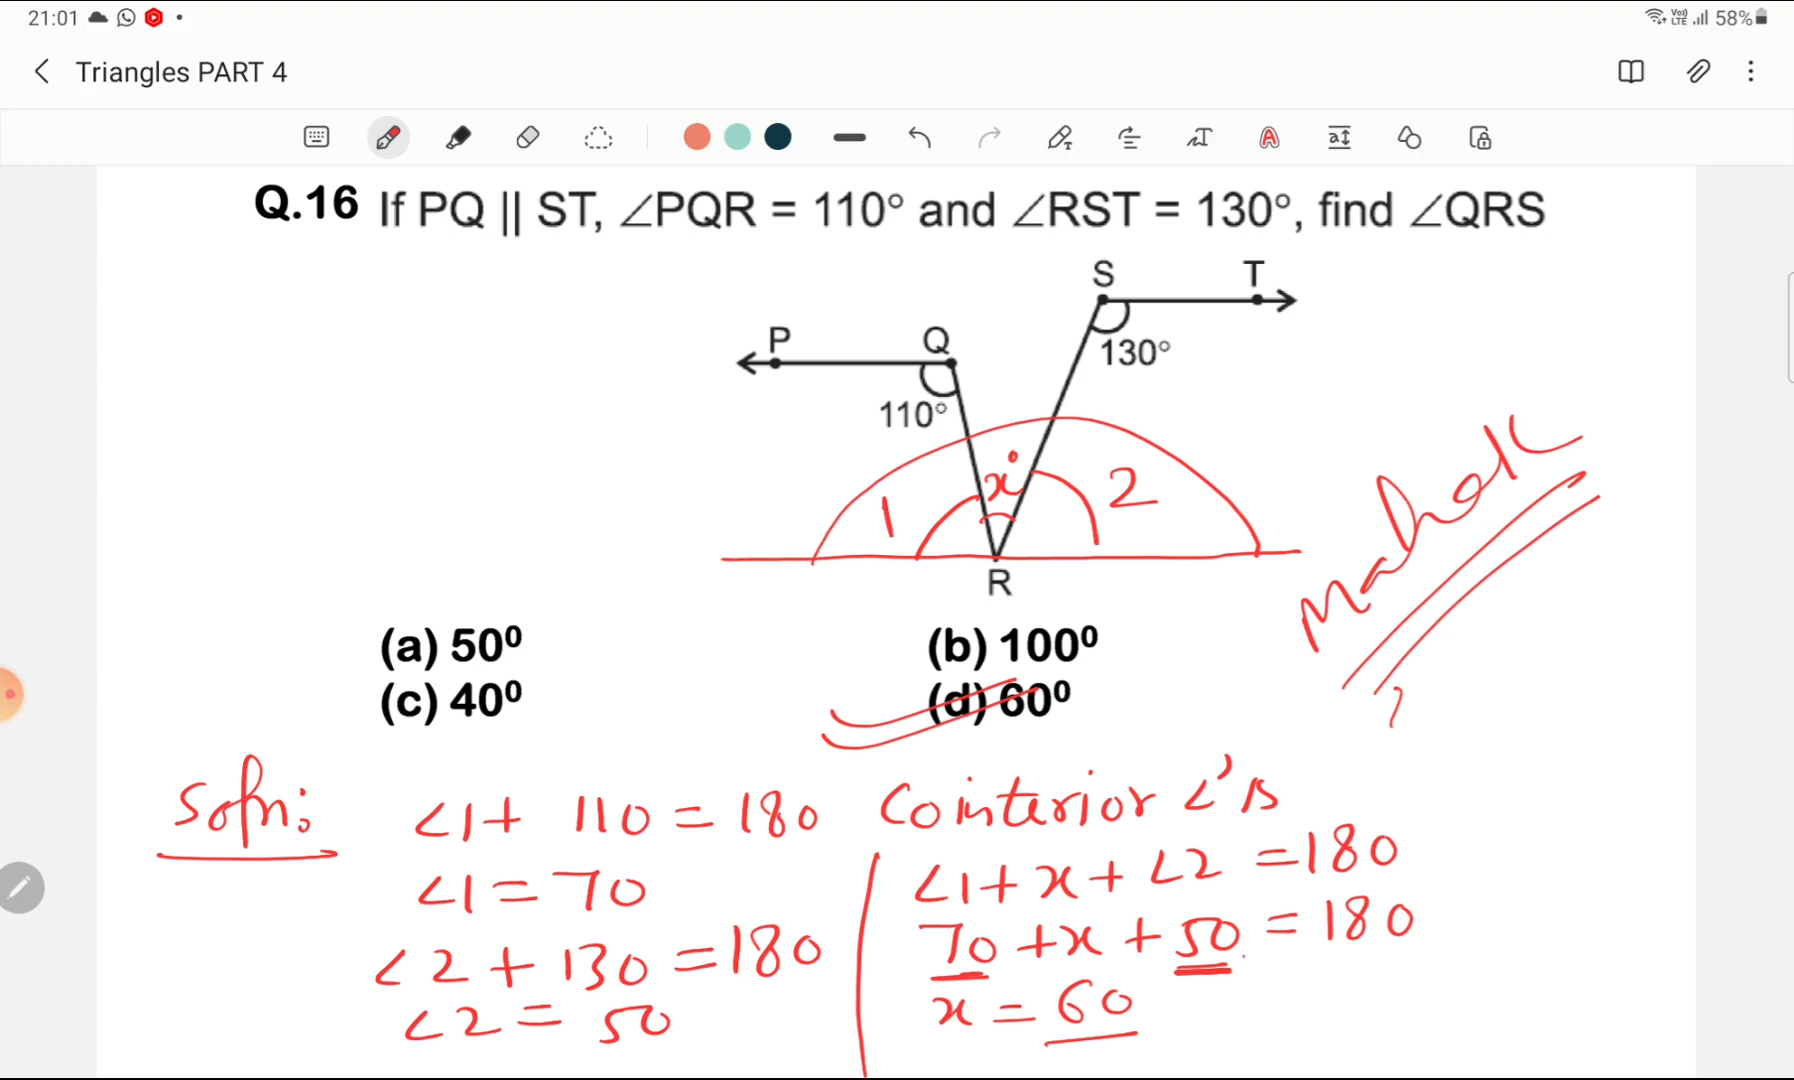 21:01
58%
Triangles PART 4
Q.16 If PQ || ST, ∠PQR = 110° and ∠RST = 130°, find ∠QRS
S T
P Q
130°
110°
1 x° 2
R
(a) 50⁰ (b) 100⁰
(c) 40⁰ (d) 60⁰
Soln:
∠1 + 110 = 180 Cointerior ∠'s
∠1 = 70
∠2 + 130 = 180
∠2 = 50
∠1 + x + ∠2 = 180
70 + x + 50 = 180
x = 60